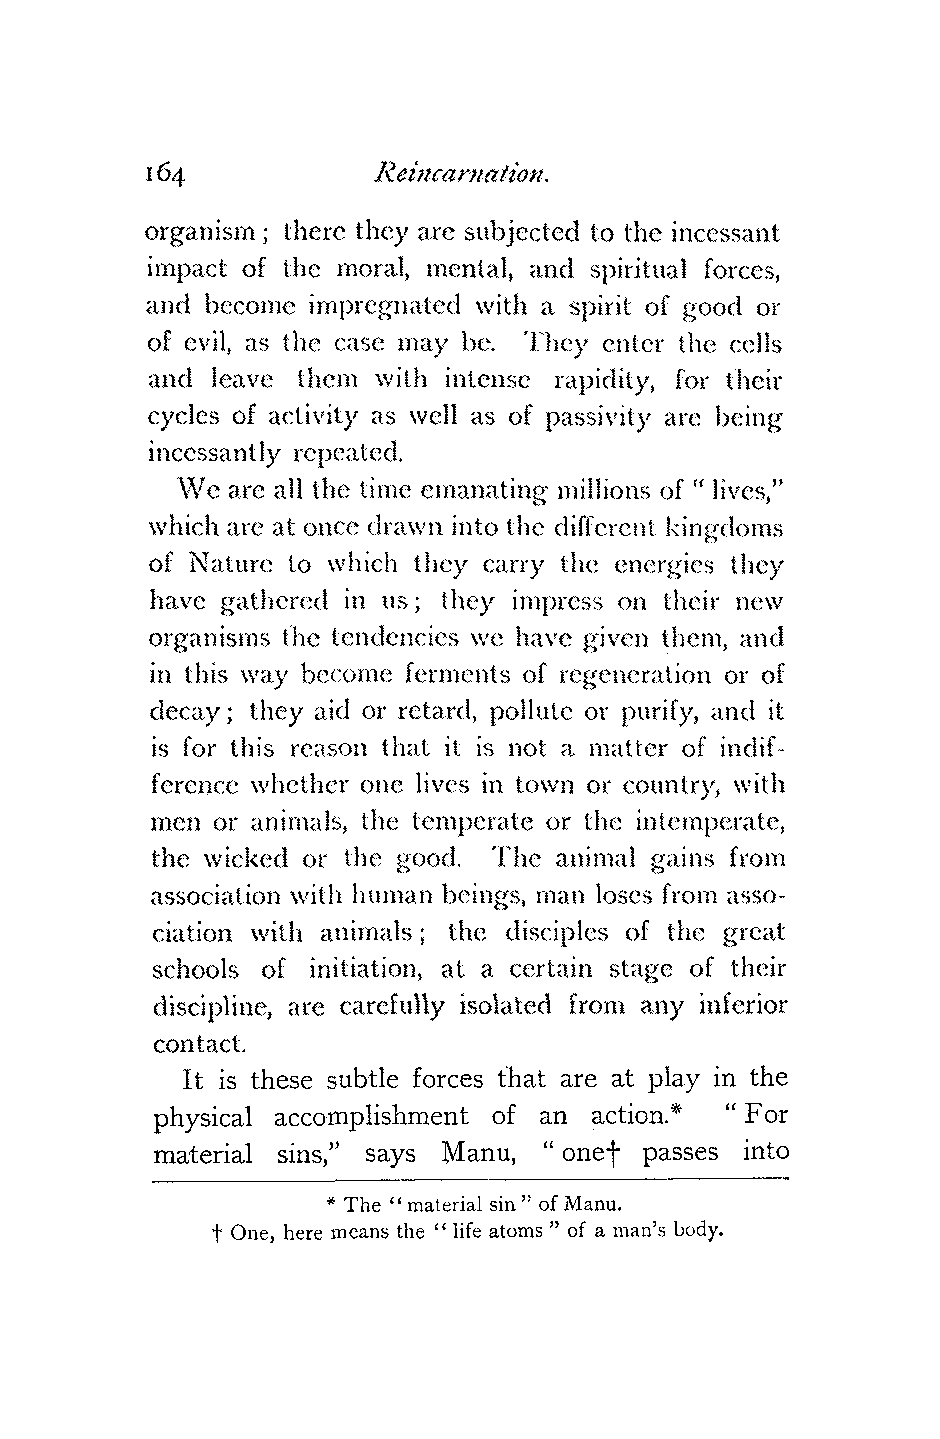 164 Reincarnation.
organism ; there they are subjected to the incessant
impact of the moral, mental, and spiritual forces,
and become impregnated with a spirit of good or
of evil, as the case may be. They enter the cells
and leave them with intense rapidity, for their
cycles of activity as well as of passivity are being
incessantly repeated.
We are all the time emanating millions of “ lives,”
which are at once drawn into the different kingdoms
of Nature to which they carry the energies they
have gathered in us ; they impress on their new
organisms the tendencies we have given them, and
in this way become ferments of regeneration or of
decay ; they aid or retard, pollute or purify, and it
is for this reason that it is not a matter of indif-
ference whether one lives in town or country, with
men or animals, the temperate or the intemperate,
the wicked or the good. The animal gains from
association with human beings, man loses from asso-
ciation with animals ; the disciples of the great
schools of initiation, at a certain stage of their
discipline, are carefully isolated from any inferior
contact.
It is these subtle forces that are at play in the
physical accomplishment of an action.* “ For
material sins,” says Manu, “ one† passes into
* The “ material sin ” of Manu.
† One, here means the “ life atoms ” of a man’s body.